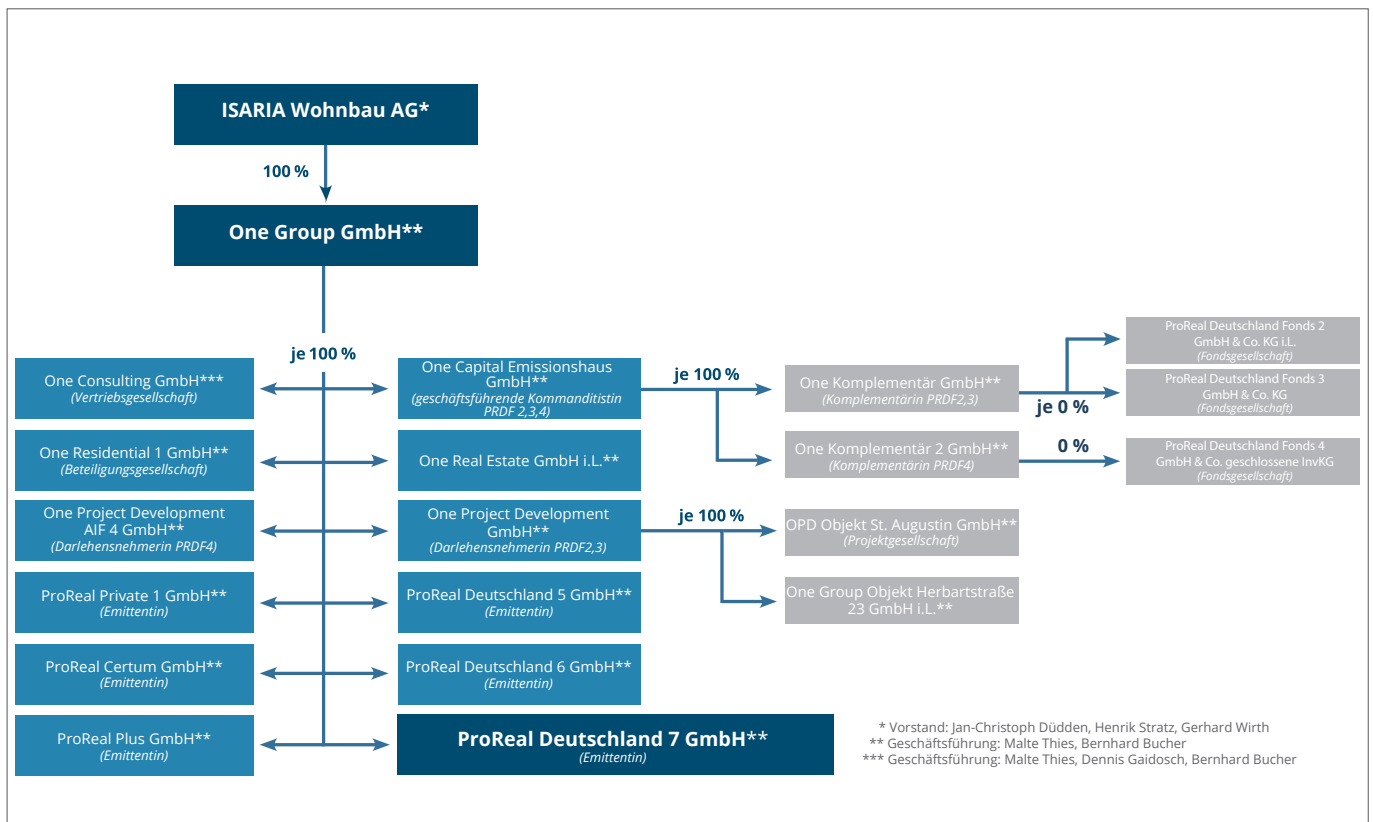 ISARIA Wohnbau AG*
100 %
One Group GmbH**
je 100 %
One Consulting GmbH***
(Vertriebsgesellschaft)
One Capital Emissionshaus
GmbH**
(geschäftsführende Kommanditistin
PRDF 2,3,4)
je 100 %
One Komplementär GmbH**
(Komplementärin PRDF2,3)
je 0 %
ProReal Deutschland Fonds 2
GmbH & Co. KG i.L.
(Fondsgesellschaft)
ProReal Deutschland Fonds 3
GmbH & Co. KG
(Fondsgesellschaft)
One Residential 1 GmbH**
(Beteiligungsgesellschaft)
One Real Estate GmbH i.L.**
One Komplementär 2 GmbH**
(Komplementärin PRDF4)
0 %
ProReal Deutschland Fonds 4
GmbH & Co. geschlossene InvKG
(Fondsgesellschaft)
One Project Development
AIF 4 GmbH**
(Darlehensnehmerin PRDF4)
One Project Development
GmbH**
(Darlehensnehmerin PRDF2,3)
je 100 %
OPD Objekt St. Augustin GmbH**
(Projektgesellschaft)
ProReal Private 1 GmbH**
(Emittentin)
ProReal Deutschland 5 GmbH**
(Emittentin)
One Group Objekt Herbartstraße
23 GmbH i.L.**
ProReal Certum GmbH**
(Emittentin)
ProReal Deutschland 6 GmbH**
(Emittentin)
ProReal Plus GmbH**
(Emittentin)
ProReal Deutschland 7 GmbH**
(Emittentin)
* Vorstand: Jan-Christoph Düdden, Henrik Stratz, Gerhard Wirth
** Geschäftsführung: Malte Thies, Bernhard Bucher
*** Geschäftsführung: Malte Thies, Dennis Gaidosch, Bernhard Bucher